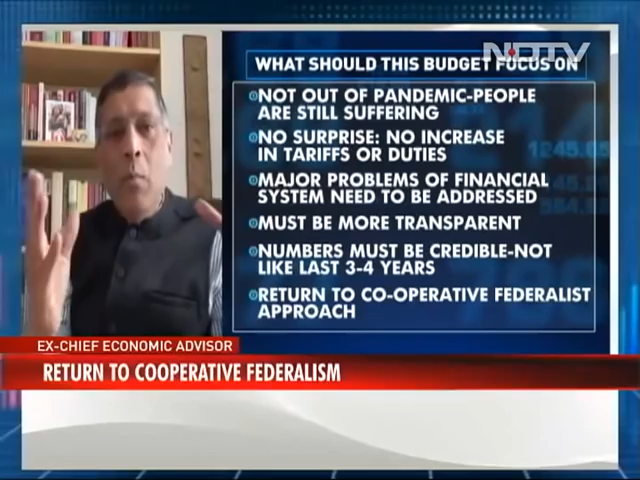 NDTV
WHAT SHOULD THIS BUDGET FOCUS ON
NOT OUT OF PANDEMIC-PEOPLE
ARE STILL SUFFERING
NO SURPRISE: NO INCREASE
IN TARIFFS OR DUTIES
MAJOR PROBLEMS OF FINANCIAL
SYSTEM NEED TO BE ADDRESSED
MUST BE MORE TRANSPARENT
NUMBERS MUST BE CREDIBLE-NOT
LIKE LAST 3-4 YEARS
RETURN TO CO-OPERATIVE FEDERALIST
APPROACH
EX-CHIEF ECONOMIC ADVISOR
RETURN TO COOPERATIVE FEDERALISM